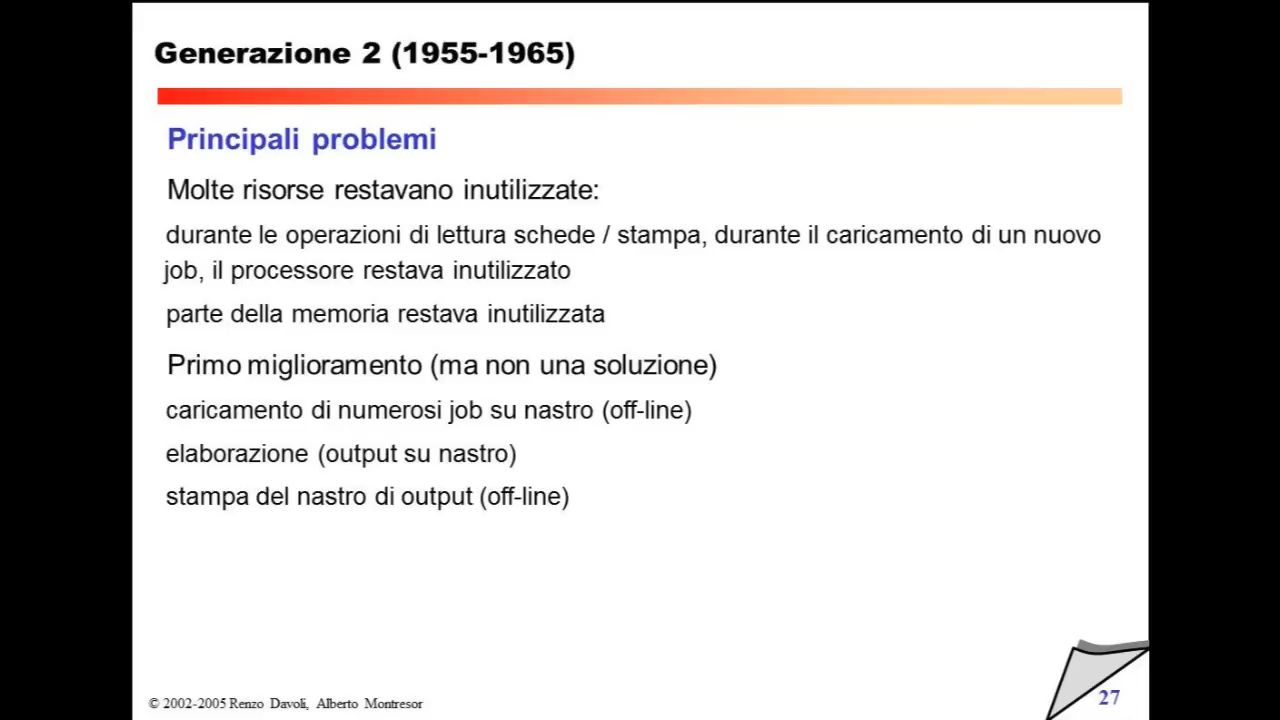 Generazione 2 (1955-1965)
Principali problemi
Molte risorse restavano inutilizzate:
durante le operazioni di lettura schede / stampa, durante il caricamento di un nuovo
job, il processore restava inutilizzato
parte della memoria restava inutilizzata
Primo miglioramento (ma non una soluzione)
caricamento di numerosi job su nastro (off-line)
elaborazione (output su nastro)
stampa del nastro di output (off-line)
© 2002-2005 Renzo Davoli, Alberto Montresor
27